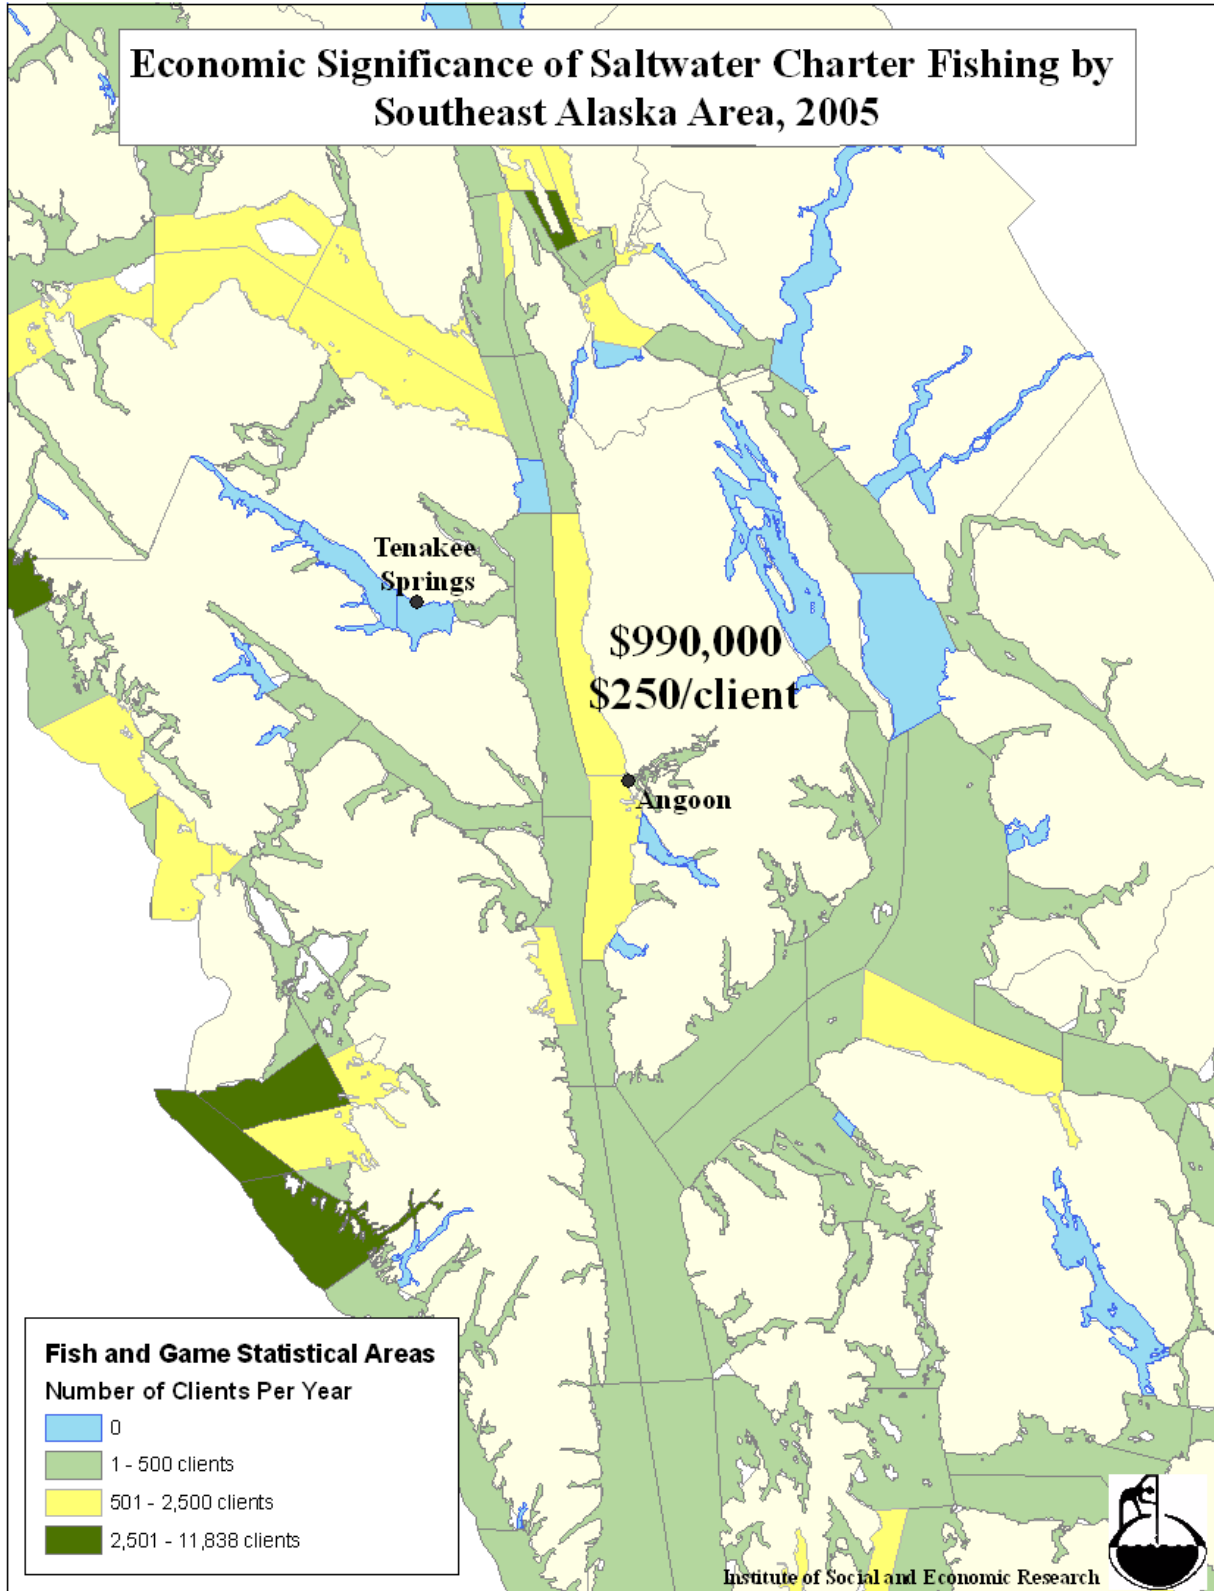 Economic Significance of Saltwater Charter Fishing by
Southeast Alaska Area, 2005
Tenakee
Springs
$990,000
$250/client
Angoon
Fish and Game Statistical Areas
Number of Clients Per Year
0
1 - 500 clients
501 - 2,500 clients
2,501 - 11,838 clients
Institute of Social and Economic Research